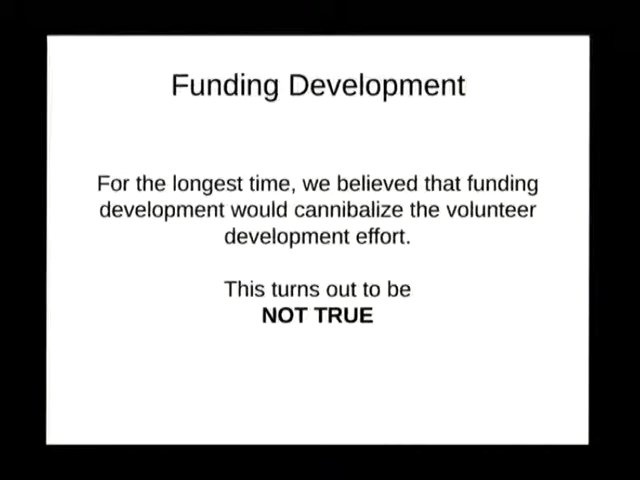 Funding Development
For the longest time, we believed that funding
development would cannibalize the volunteer
development effort.
This turns out to be
NOT TRUE